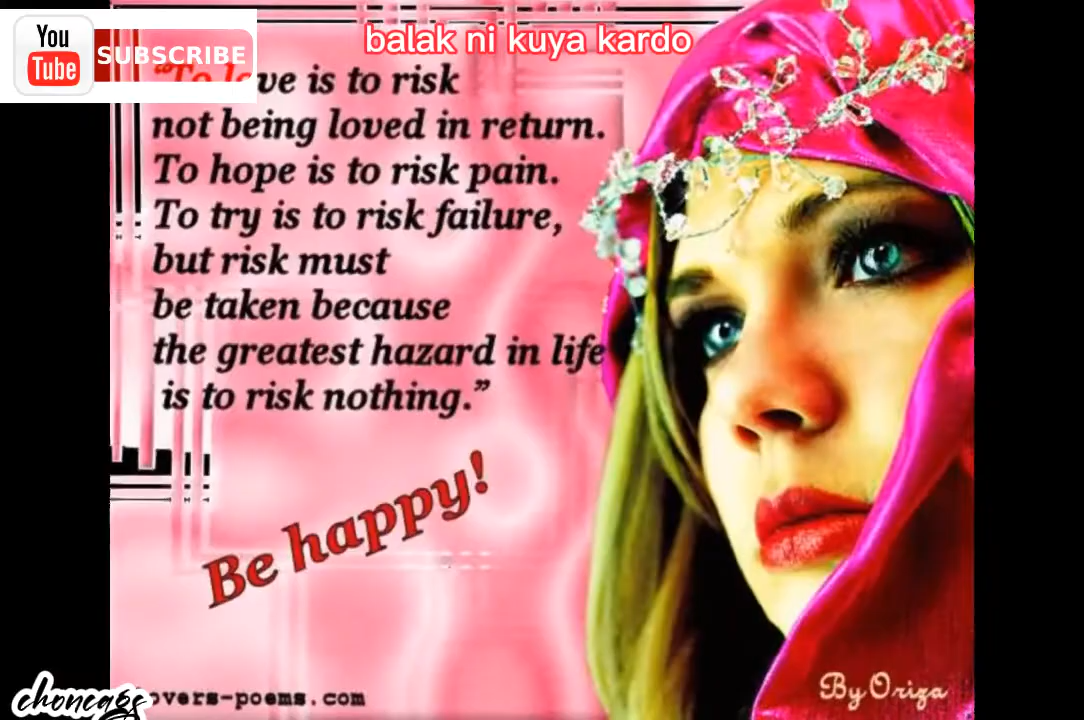 You
Tube
SUBSCRIBE
balak ni kuya kardo
“To love is to risk
not being loved in return.
To hope is to risk pain.
To try is to risk failure,
but risk must
be taken because
the greatest hazard in life
is to risk nothing.”
Be happy!
overs-poems.com
By Oriza